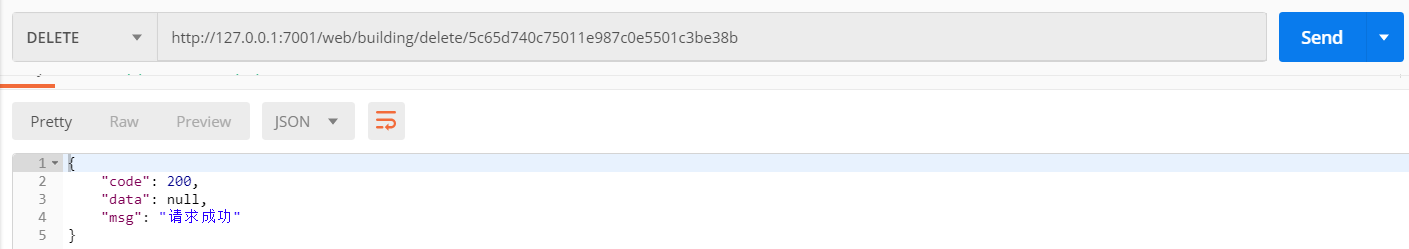 DELETE
http://127.0.0.1:7001/web/building/delete/5c65d740c75011e987c0e5501c3be38b
Send
Pretty
Raw
Preview
JSON
1 {
2 "code": 200,
3 "data": null,
4 "msg": "请求成功"
5 }